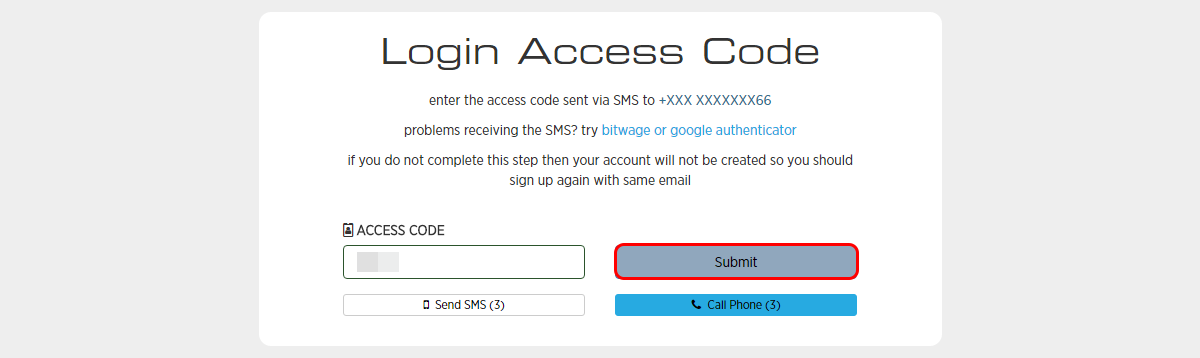 Login Access Code
enter the access code sent via SMS to +XXX XXXXXXX66
problems receiving the SMS? try bitwage or google authenticator
if you do not complete this step then your account will not be created so you should
sign up again with same email
ACCESS CODE
Submit
Send SMS (3)
Call Phone (3)